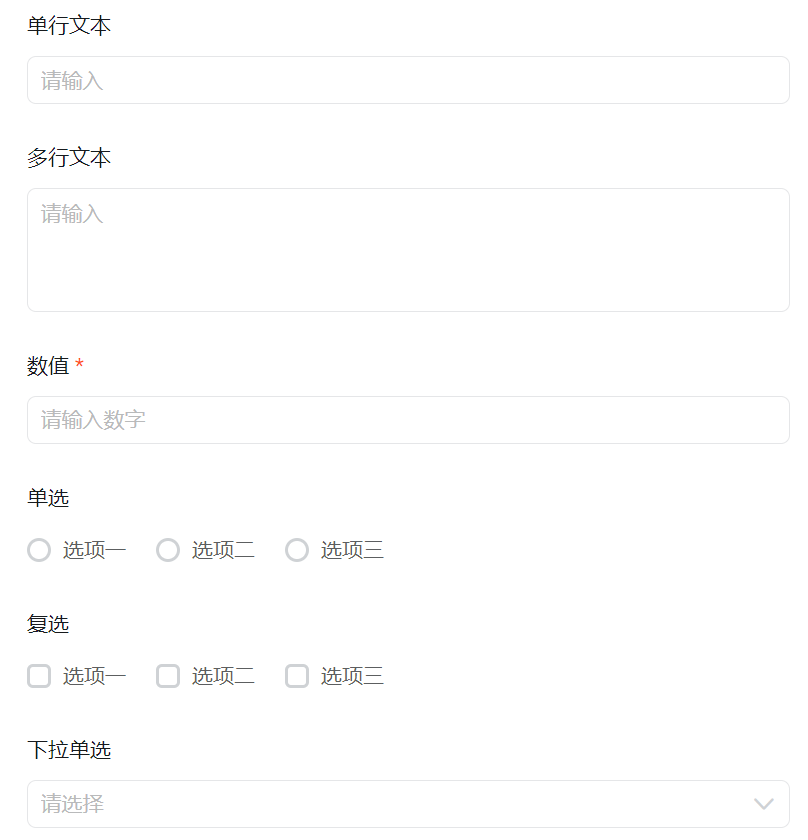 单行文本
请输入
多行文本
请输入
数值 *
请输入数字
单选
选项一 选项二 选项三
复选
选项一 选项二 选项三
下拉单选
请选择